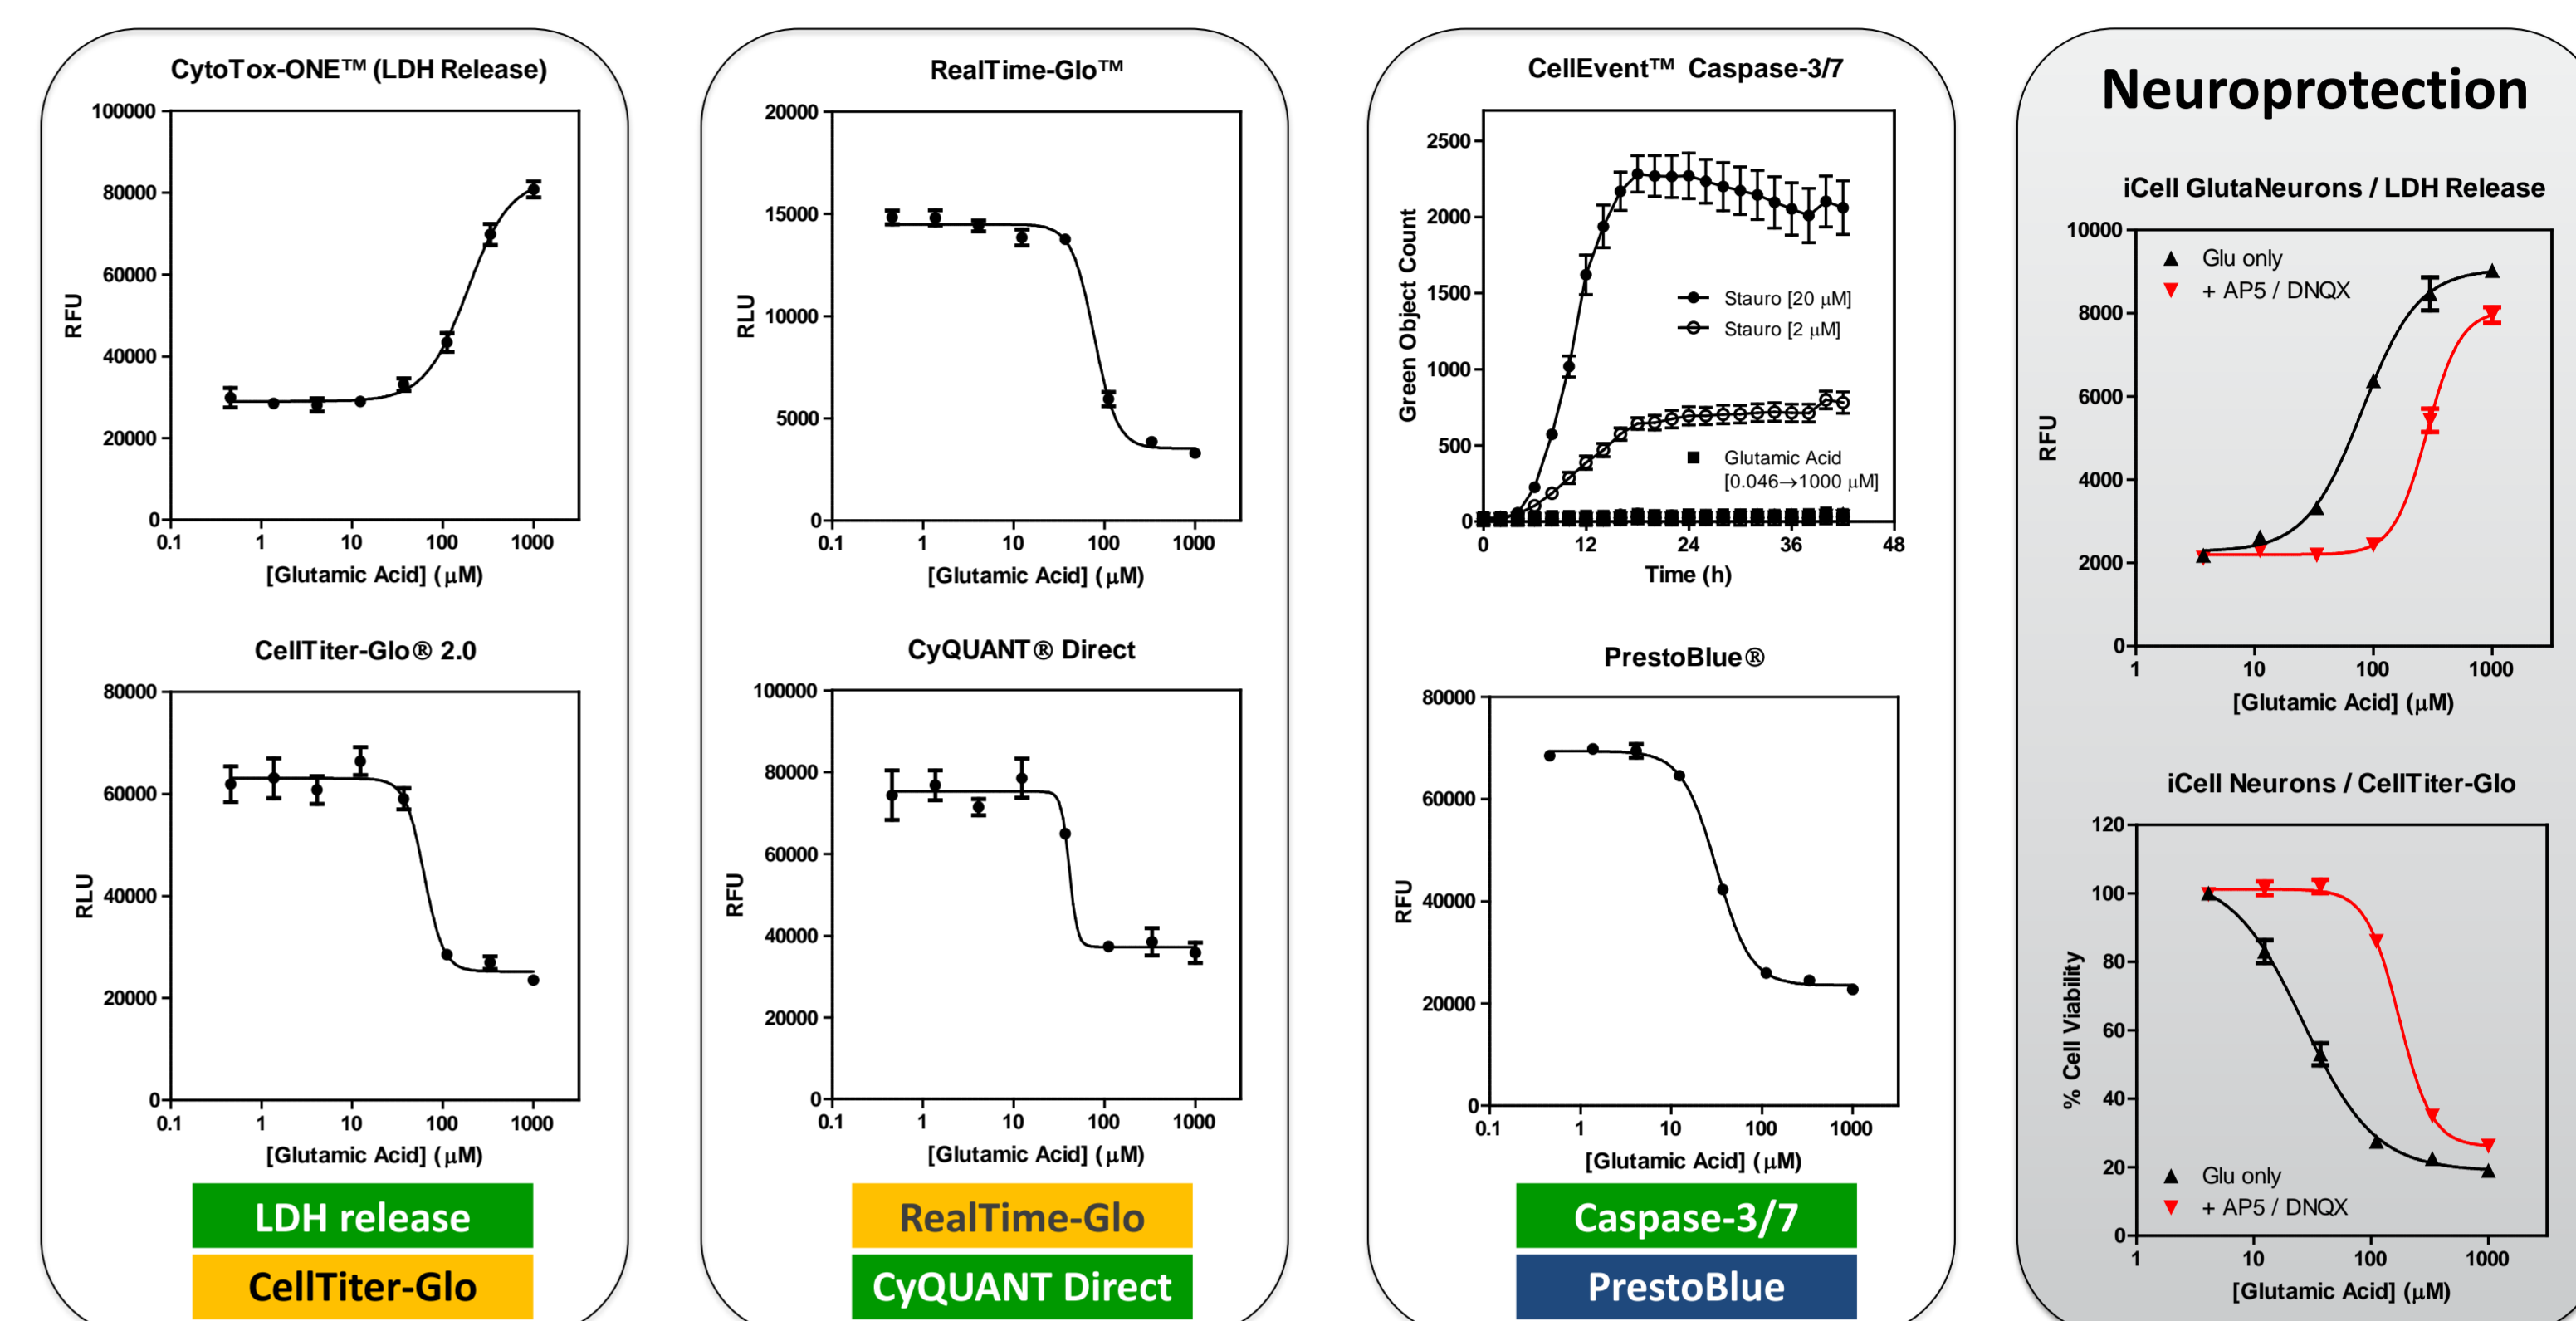 CytoTox-ONE™ (LDH Release)
100000
80000
60000
40000
20000
0
RFU
0.1 1 10 100 1000
[Glutamic Acid] (μM)
CellTiter-Glo® 2.0
80000
60000
40000
20000
0
RLU
0.1 1 10 100 1000
[Glutamic Acid] (μM)
LDH release
CellTiter-Glo
RealTime-Glo™
20000
15000
10000
5000
0
RLU
0.1 1 10 100 1000
[Glutamic Acid] (μM)
CyQUANT® Direct
100000
80000
60000
40000
20000
0
RFU
0.1 1 10 100 1000
[Glutamic Acid] (μM)
RealTime-Glo
CyQUANT Direct
CellEvent™ Caspase-3/7
2500
2000
1500
1000
500
0
Green Object Count
Stauro [20 μM]
Stauro [2 μM]
Glutamic Acid
[0.046→1000 μM]
0 12 24 36 48
Time (h)
PrestoBlue®
80000
60000
40000
20000
0
RFU
0.1 1 10 100 1000
[Glutamic Acid] (μM)
Caspase-3/7
PrestoBlue
Neuroprotection
iCell GlutaNeurons / LDH Release
10000
8000
6000
4000
2000
0
RFU
Glu only
+ AP5 / DNQX
1 10 100 1000
[Glutamic Acid] (μM)
iCell Neurons / CellTiter-Glo
120
100
80
60
40
20
0
% Cell Viability
Glu only
+ AP5 / DNQX
1 10 100 1000
[Glutamic Acid] (μM)